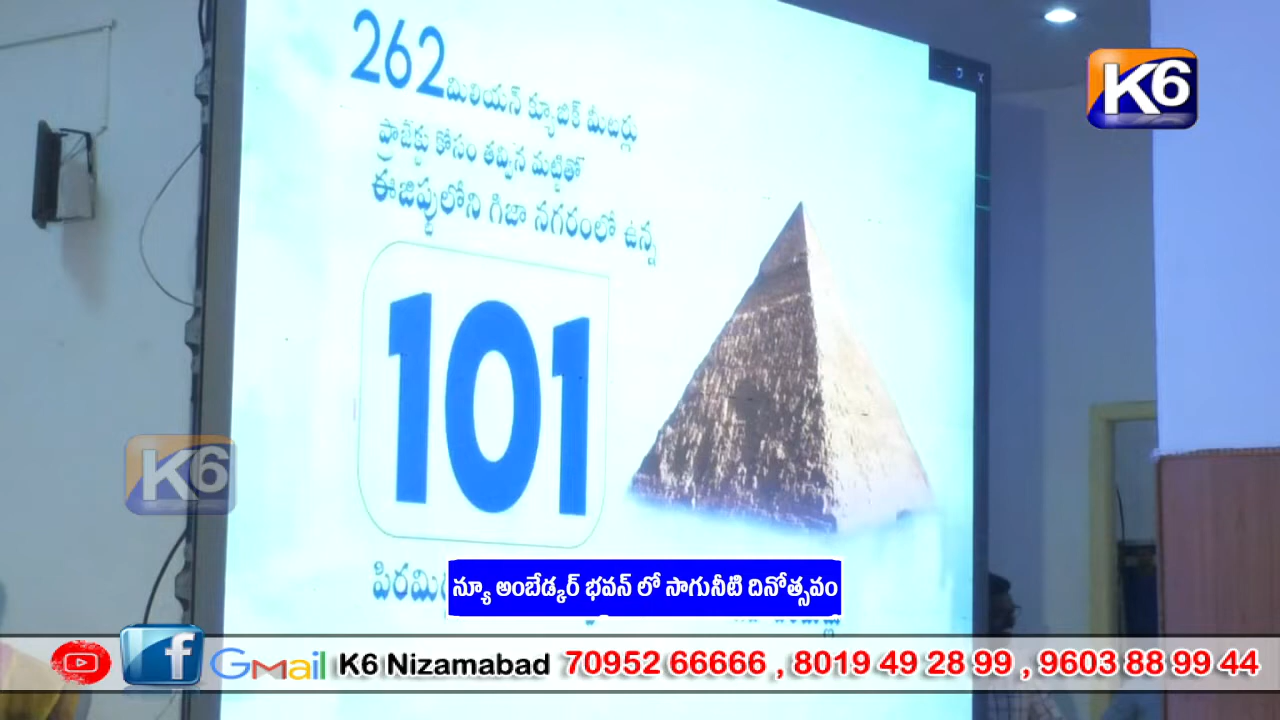 262 మిలియన్ క్యూబిక్ మీటర్లు
ప్రాజెక్టు కోసం తవ్విన మట్టితో
ఈజిప్టులోని గిజా నగరంలో ఉన్న
101
K6
K6
న్యూ అంబేడ్కర్ భవన్ లో సాగునీటి దినోత్సవం
f GMail K6 Nizamabad 70952 66666 , 8019 49 28 99 , 9603 88 99 44